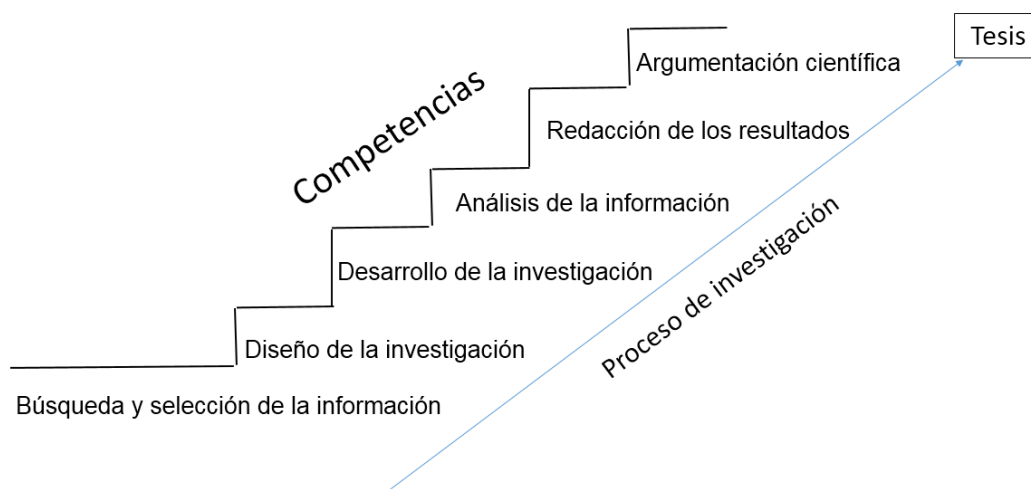 Tesis
Argumentación científica
Competencias
Redacción de los resultados
Análisis de la información
Proceso de investigación
Desarrollo de la investigación
Diseño de la investigación
Búsqueda y selección de la información